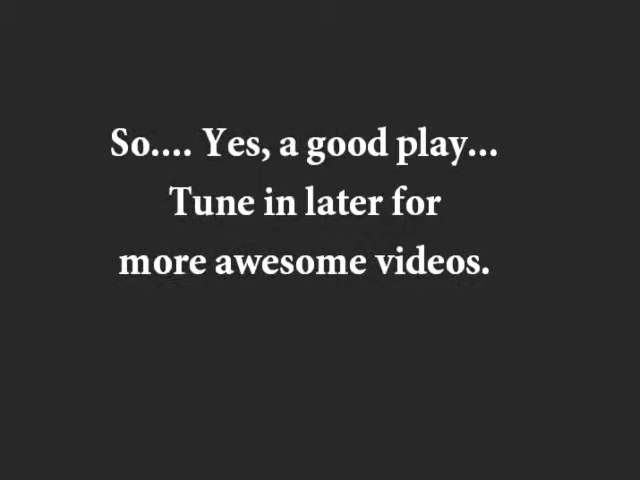 So.... Yes, a good play...
Tune in later for
more awesome videos.